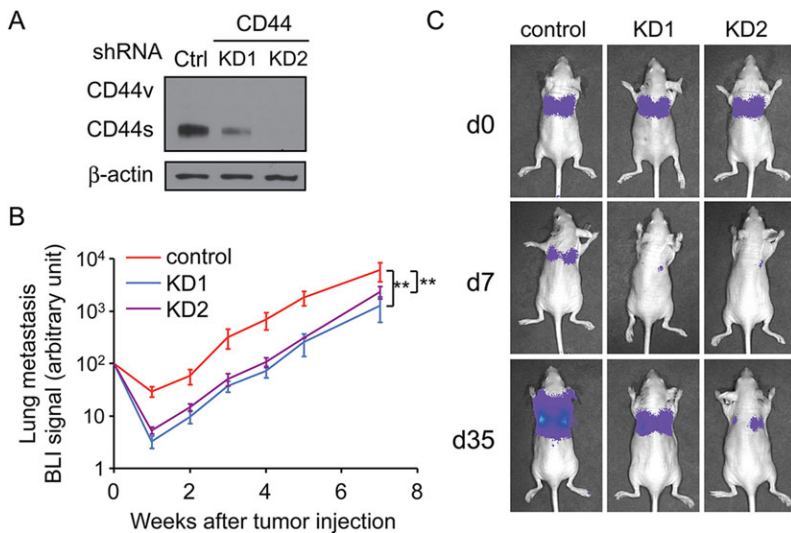 A
CD44
shRNA Ctrl KD1 KD2
CD44v
CD44s
β-actin
B
Lung metastasis
BLI signal (arbitrary unit)
10⁴
10³
10²
10
1
control
KD1
KD2
**
**
0 2 4 6 8
Weeks after tumor injection
C
control KD1 KD2
d0
d7
d35